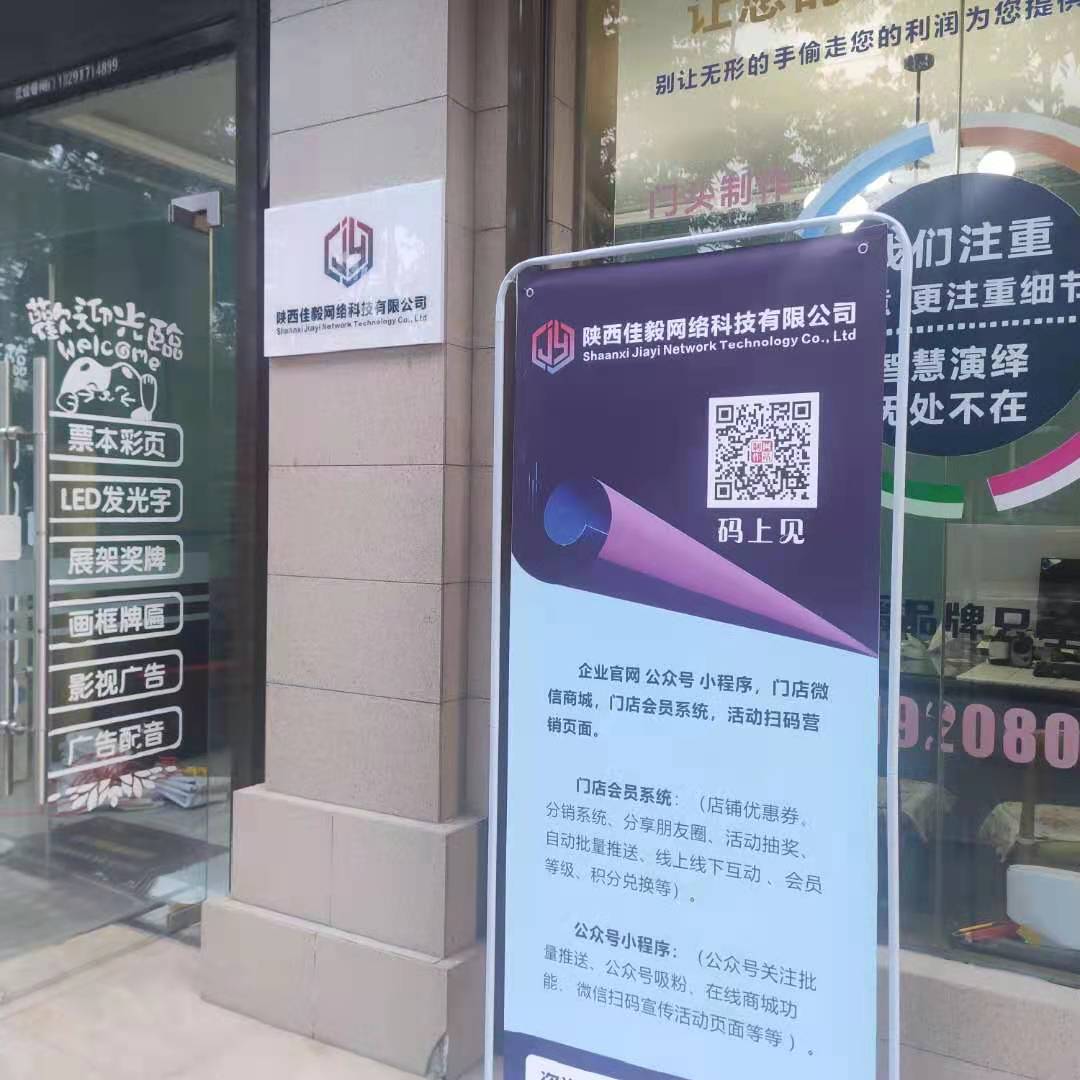 18291714899
歡迎光臨
welcome
票本彩页
LED发光字
展架奖牌
画框牌匾
影视广告
广告配音
JY
陕西佳毅网络科技有限公司
Shaanxi Jiayi Network Technology Co., Ltd
让您的
别让无形的手偷走您的利润为您提供
门头制作
我们注重
更注重细节
智慧演绎
无处不在
牌品
92080
JY
陕西佳毅网络科技有限公司
Shaanxi Jiayi Network Technology Co., Ltd
码上见
企业官网 公众号 小程序，门店微
信商城，门店会员系统，活动扫码营
销页面。
门店会员系统：（店铺优惠券、
分销系统、分享朋友圈、活动抽奖、
自动批量推送、线上线下互动 、会员
等级、积分兑换等）。
公众号小程序：（公众号关注批
量推送、公众号吸粉、在线商城功
能、 微信扫码宣传活动页面等等 ）。